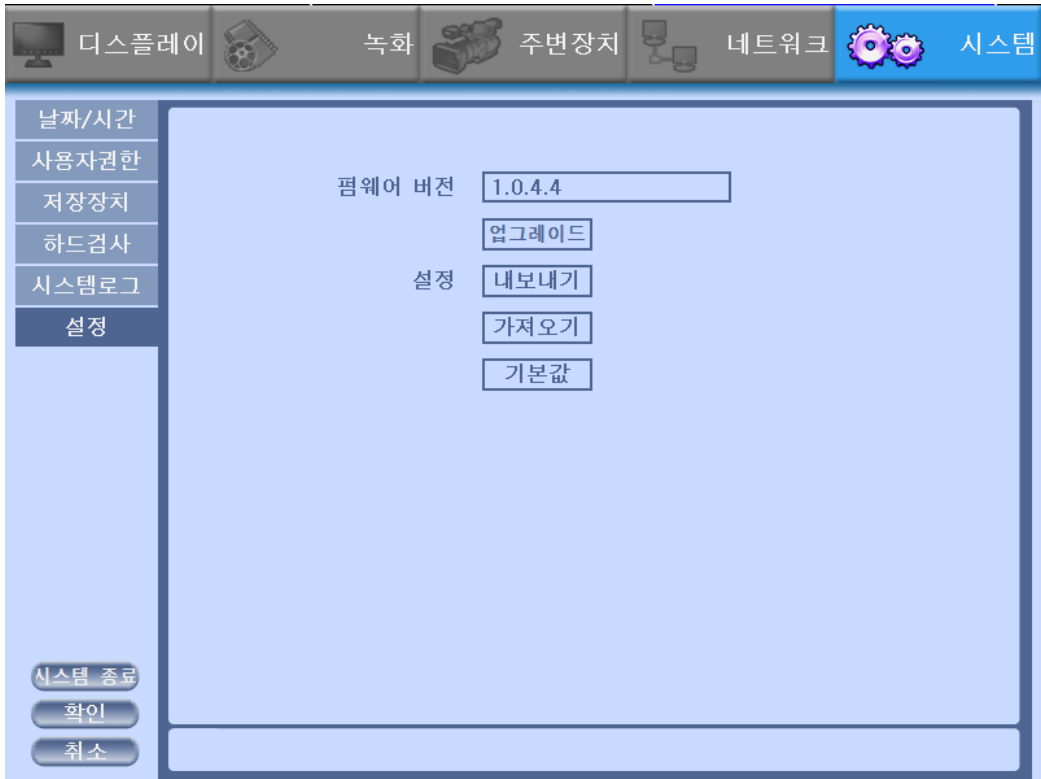 디스플레이 녹화 주변장치 네트워크 시스템
날짜/시간
사용자권한
저장장치
하드검사
시스템로그
설정
펌웨어 버전 1.0.4.4
업그레이드
설정 내보내기
가져오기
기본값
시스템 종료
확인
취소